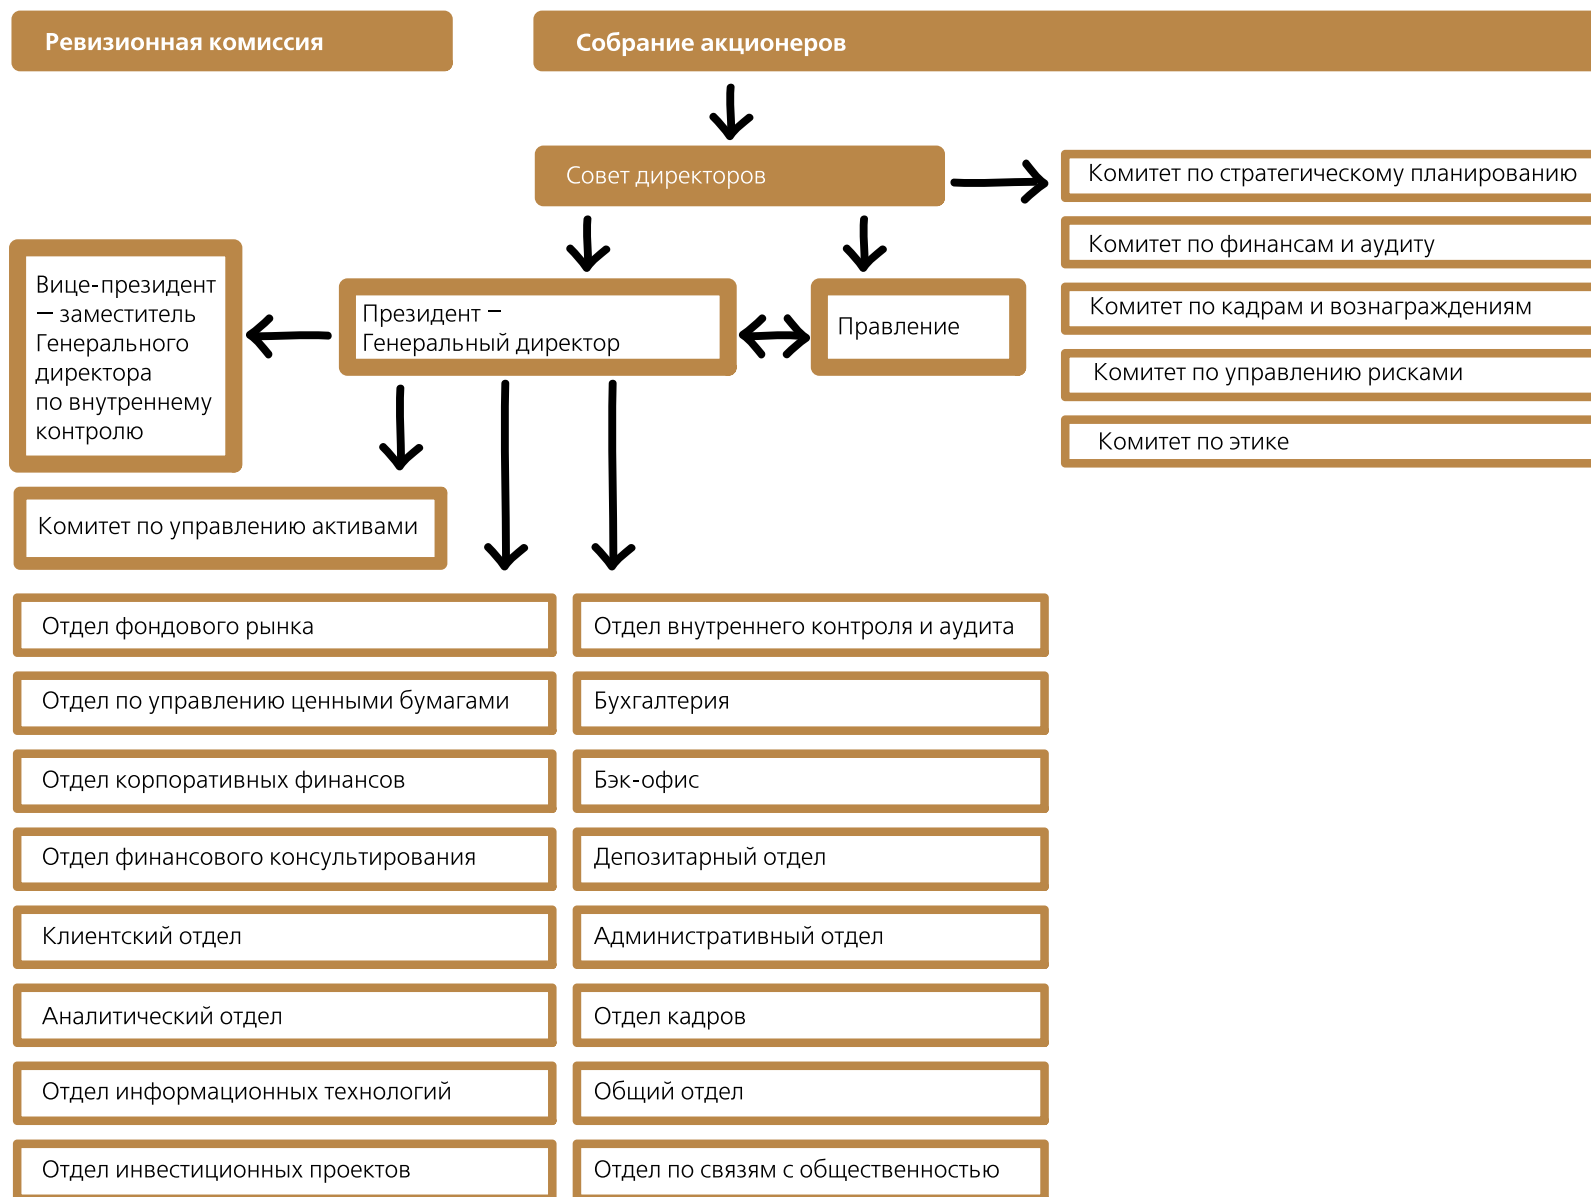 Ревизионная комиссия
Собрание акционеров
Совет директоров
Комитет по стратегическому планированию
Комитет по финансам и аудиту
Комитет по кадрам и вознаграждениям
Комитет по управлению рисками
Комитет по этике
Вице-президент
— заместитель
Генерального
директора
по внутреннему
контролю
Президент —
Генеральный директор
Правление
Комитет по управлению активами
Отдел фондового рынка
Отдел по управлению ценными бумагами
Отдел корпоративных финансов
Отдел финансового консультирования
Клиентский отдел
Аналитический отдел
Отдел информационных технологий
Отдел инвестиционных проектов
Отдел внутреннего контроля и аудита
Бухгалтерия
Бэк-офис
Депозитарный отдел
Административный отдел
Отдел кадров
Общий отдел
Отдел по связям с общественностью